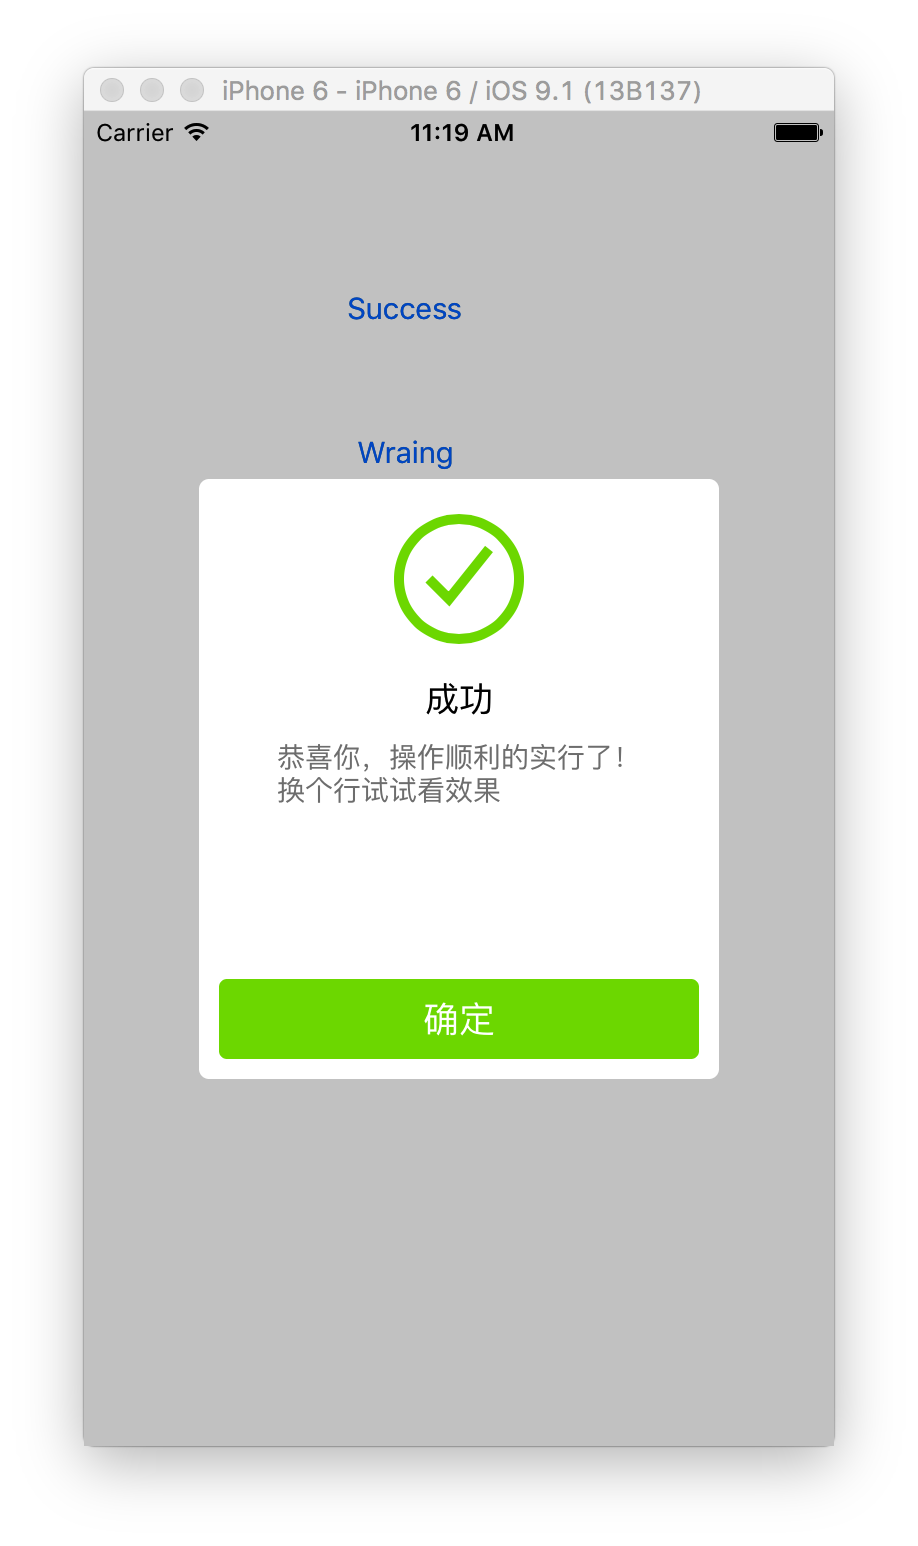 iPhone 6 - iPhone 6 / iOS 9.1 (13B137)
Carrier 11:19 AM
Success
Wraing
成功
恭喜你，操作顺利的实行了！
换个行试试看效果
确定